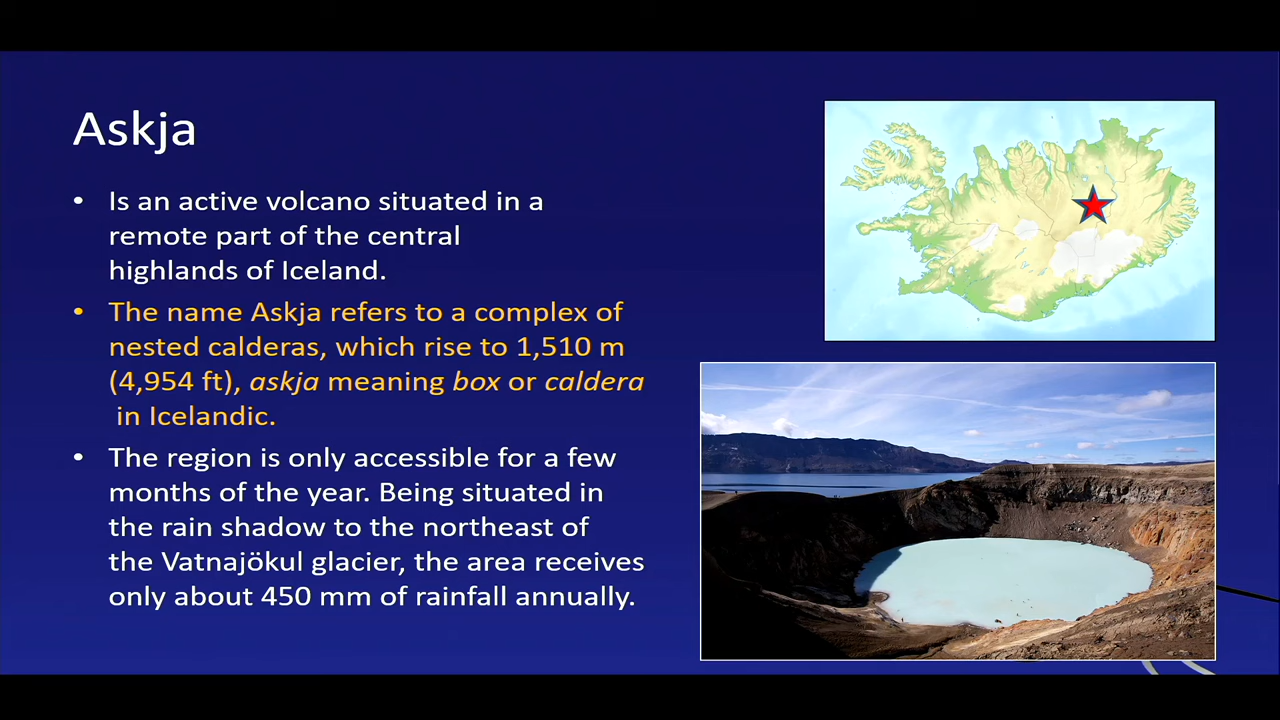 Askja
• Is an active volcano situated in a
remote part of the central
highlands of Iceland.
• The name Askja refers to a complex of
nested calderas, which rise to 1,510 m
(4,954 ft), askja meaning box or caldera
in Icelandic.
• The region is only accessible for a few
months of the year. Being situated in
the rain shadow to the northeast of
the Vatnajökul glacier, the area receives
only about 450 mm of rainfall annually.